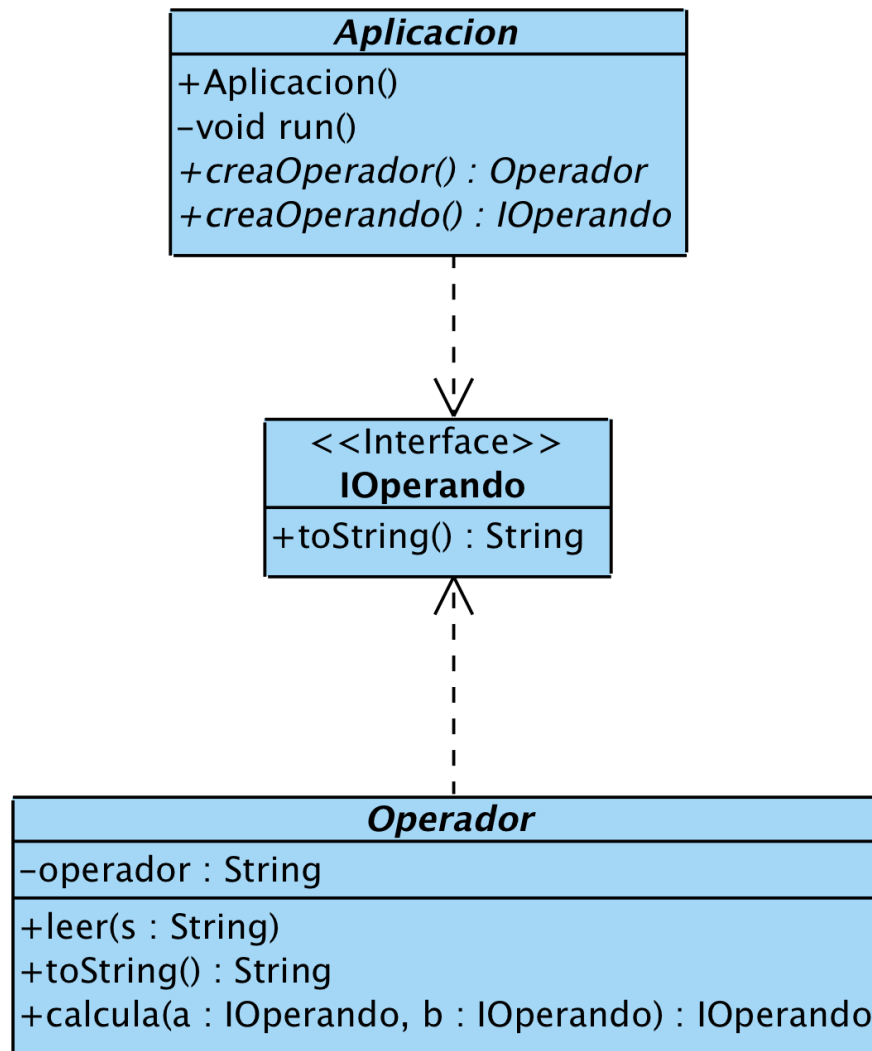 Aplicacion
+Aplicacion()
-void run()
+creaOperador() : Operador
+creaOperando() : IOperando
<<Interface>>
IOperando
+toString() : String
Operador
-operador : String
+leer(s : String)
+toString() : String
+calcula(a : IOperando, b : IOperando) : IOperando